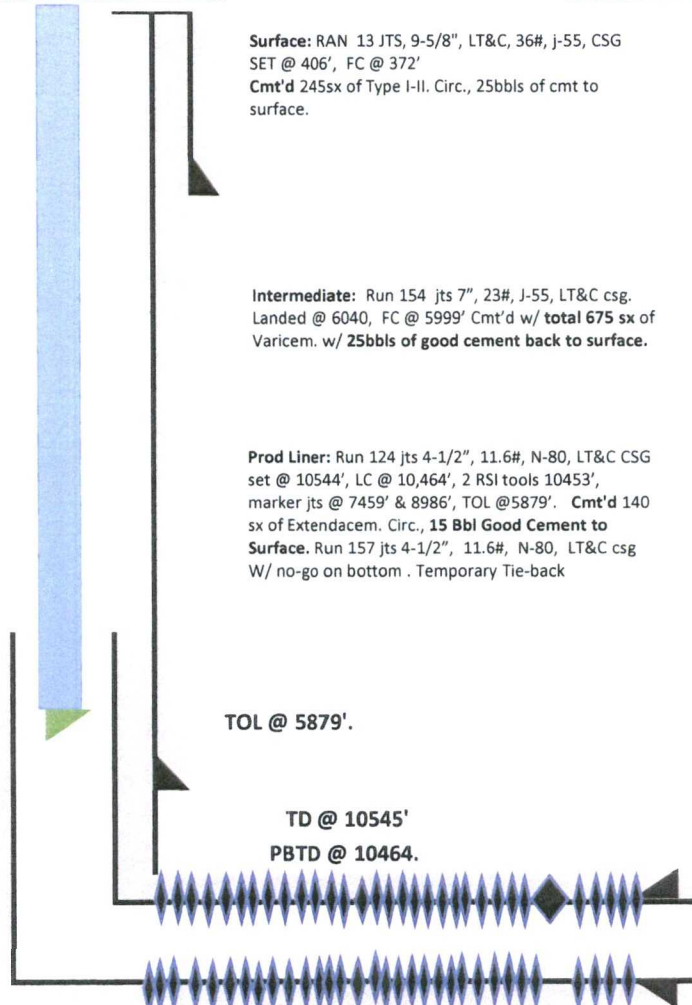 Surface: RAN 13 JTS, 9-5/8", LT&C, 36#, j-55, CSG
SET @ 406', FC @ 372'
Cmt'd 245sx of Type I-II. Circ., 25bbls of cmt to
surface.
Intermediate: Run 154 jts 7", 23#, J-55, LT&C csg.
Landed @ 6040, FC @ 5999' Cmt'd w/ total 675 sx of
Varicem. w/ 25bbls of good cement back to surface.
Prod Liner: Run 124 jts 4-1/2", 11.6#, N-80, LT&C CSG
set @ 10544', LC @ 10,464', 2 RSI tools 10453',
marker jts @ 7459' & 8986', TOL @5879'. Cmt'd 140
sx of Extendacem. Circ., 15 Bbl Good Cement to
Surface. Run 157 jts 4-1/2", 11.6#, N-80, LT&C csg
W/ no-go on bottom . Temporary Tie-back
TOL @ 5879'.
TD @ 10545'
PBTD @ 10464.